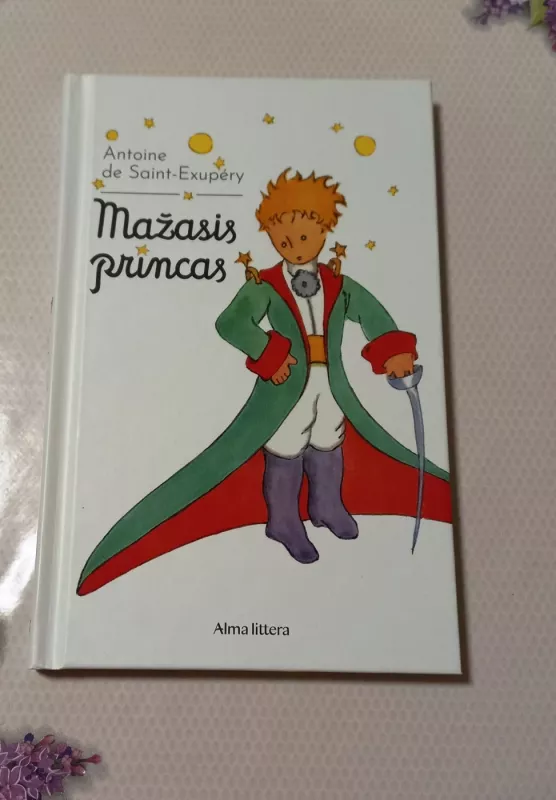 Antoine
de Saint-Exupéry
Mažasis
princas
Alma littera